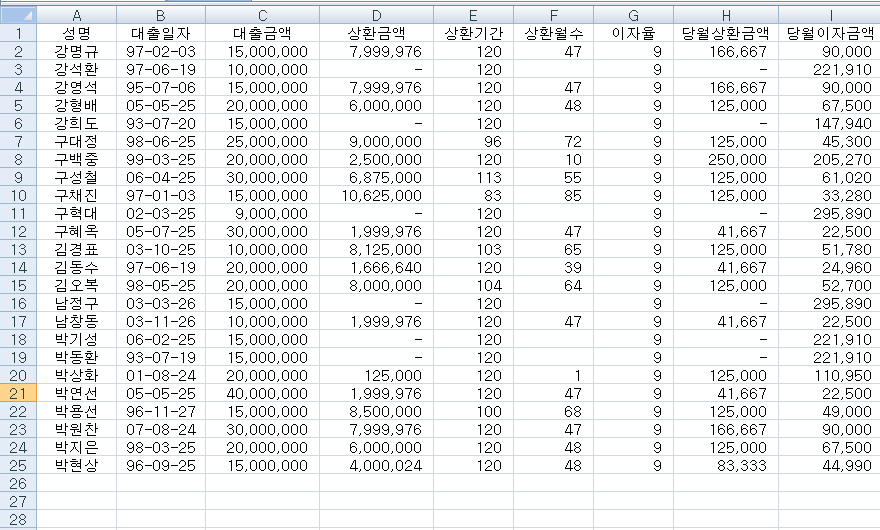 A B C D E F G H I
1 성명 대출일자 대출금액 상환금액 상환기간 상환월수 이자율 당월상환금액 당월이자금액
2 강명규 97-02-03 15,000,000 7,999,976 120 47 9 166,667 90,000
3 강석환 97-06-19 10,000,000 - 120 9 - 221,910
4 강영석 95-07-06 15,000,000 7,999,976 120 47 9 166,667 90,000
5 강형배 05-05-25 20,000,000 6,000,000 120 48 9 125,000 67,500
6 강희도 93-07-20 15,000,000 - 120 9 - 147,940
7 구대정 98-06-25 25,000,000 9,000,000 96 72 9 125,000 45,300
8 구백중 99-03-25 20,000,000 2,500,000 120 10 9 250,000 205,270
9 구성철 06-04-25 30,000,000 6,875,000 113 55 9 125,000 61,020
10 구채진 97-01-03 15,000,000 10,625,000 83 85 9 125,000 33,280
11 구혁대 02-03-25 9,000,000 - 120 9 - 295,890
12 구혜옥 05-07-25 30,000,000 1,999,976 120 47 9 41,667 22,500
13 김경표 03-10-25 10,000,000 8,125,000 103 65 9 125,000 51,780
14 김동수 97-06-19 20,000,000 1,666,640 120 39 9 41,667 24,960
15 김오복 98-05-25 20,000,000 8,000,000 104 64 9 125,000 52,700
16 남정구 03-03-26 15,000,000 - 120 9 - 295,890
17 남창동 03-11-26 10,000,000 1,999,976 120 47 9 41,667 22,500
18 박기성 06-02-25 15,000,000 - 120 9 - 221,910
19 박동환 93-07-19 15,000,000 - 120 9 - 221,910
20 박상화 01-08-24 20,000,000 125,000 120 1 9 125,000 110,950
21 박연선 05-05-25 40,000,000 1,999,976 120 47 9 41,667 22,500
22 박용선 96-11-27 15,000,000 8,500,000 100 68 9 125,000 49,000
23 박원찬 07-08-24 30,000,000 7,999,976 120 47 9 166,667 90,000
24 박지은 98-03-25 20,000,000 6,000,000 120 48 9 125,000 67,500
25 박현상 96-09-25 15,000,000 4,000,024 120 48 9 83,333 44,990
26
27
28